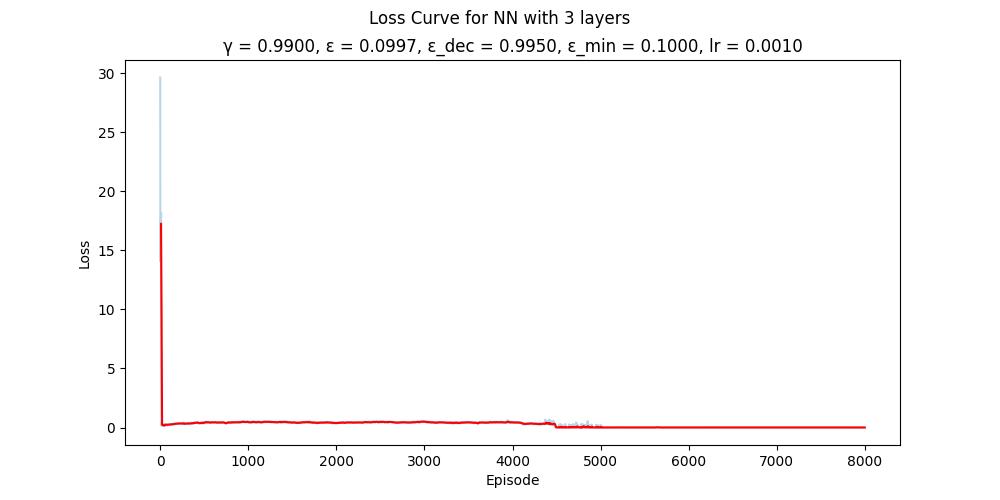 Loss Curve for NN with 3 layers
γ = 0.9900, ε = 0.0997, ε_dec = 0.9950, ε_min = 0.1000, lr = 0.0010
30
25
20
15
10
5
0
Loss
0 1000 2000 3000 4000 5000 6000 7000 8000
Episode